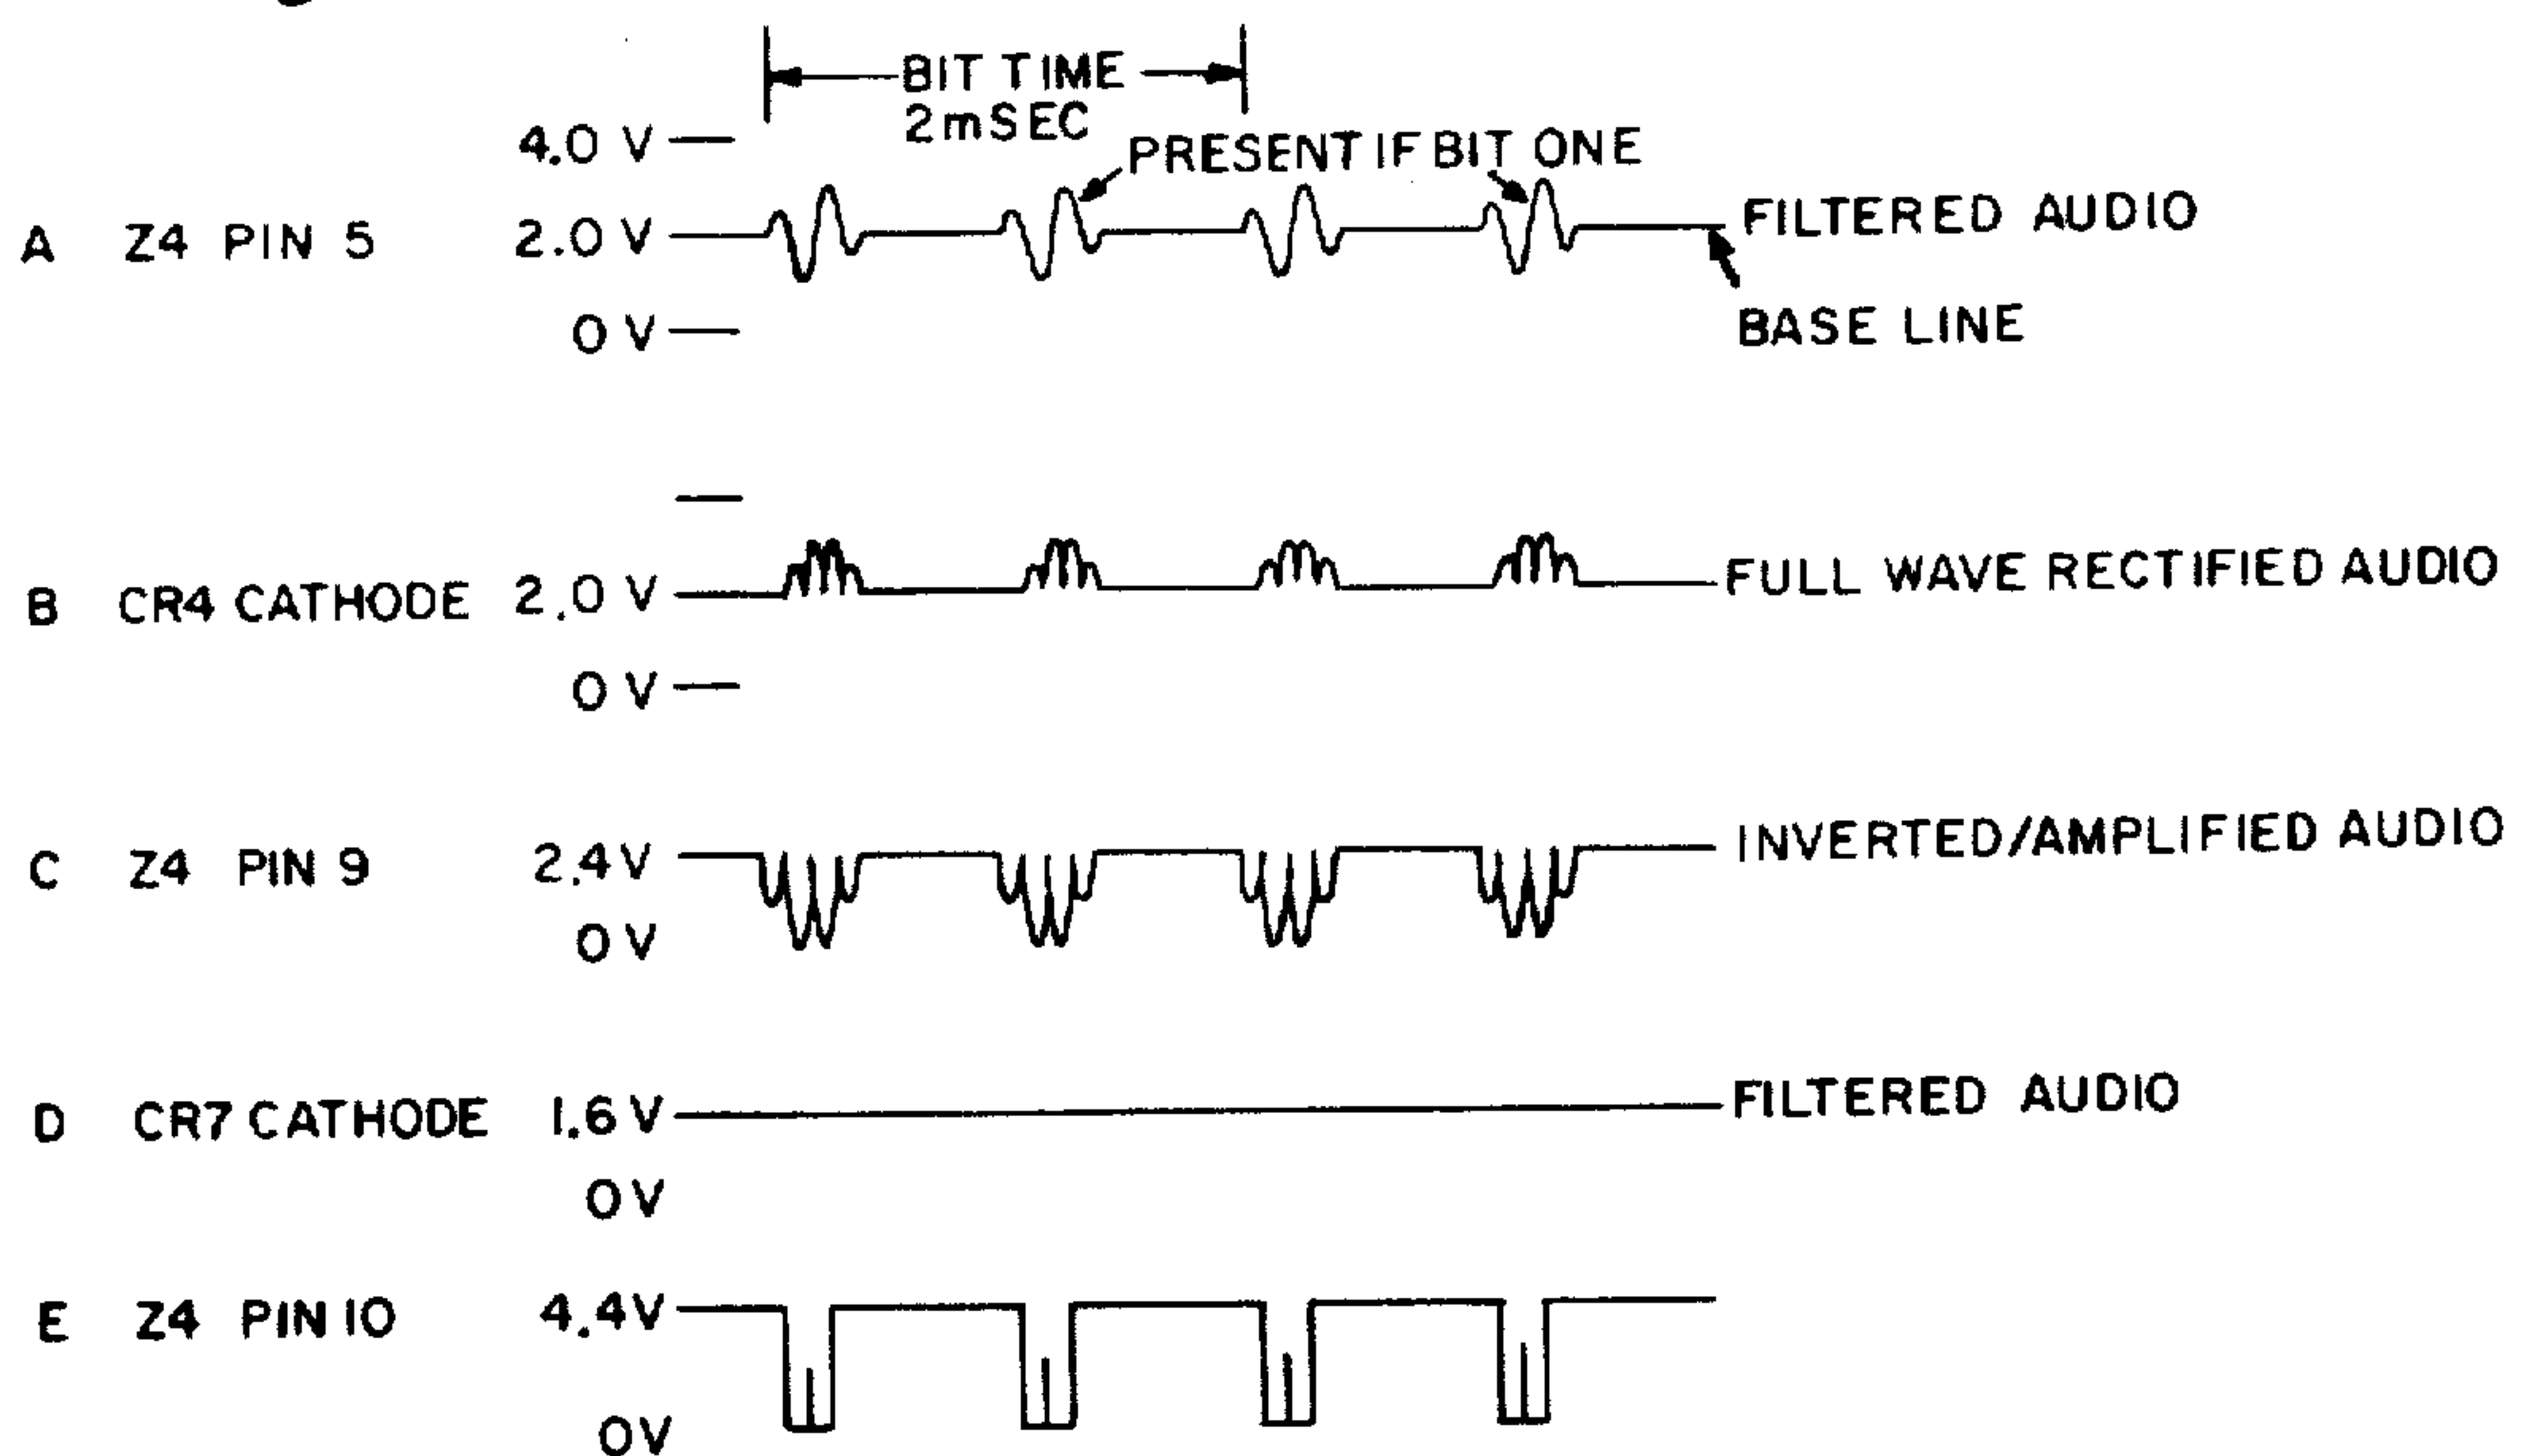 BIT TIME
2mSEC
4.0 V
PRESENT IF BIT ONE
A Z4 PIN 5 2.0 V FILTERED AUDIO
0 V BASE LINE
B CR4 CATHODE 2.0 V FULL WAVE RECTIFIED AUDIO
0 V
C Z4 PIN 9 2.4V INVERTED/AMPLIFIED AUDIO
0 V
D CR7 CATHODE 1.6 V FILTERED AUDIO
0V
E Z4 PIN 10 4.4V
0V